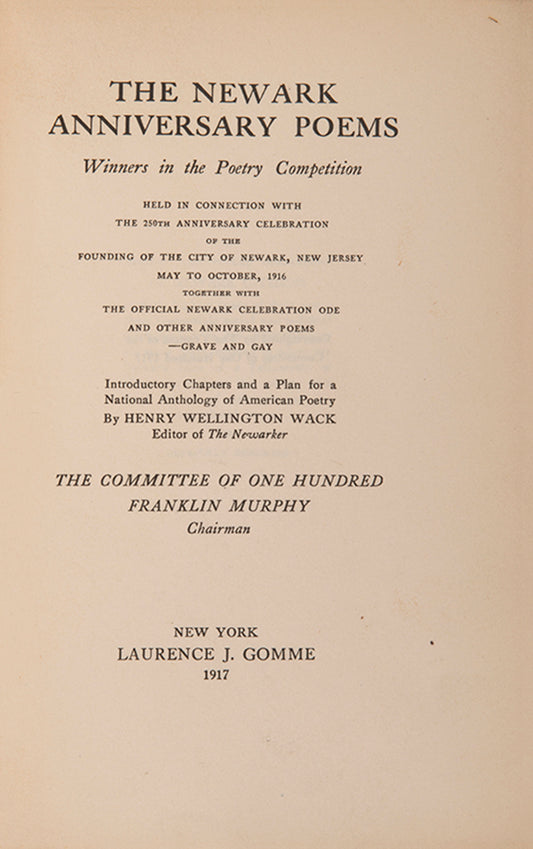 THE NEWARK
ANNIVERSARY POEMS
Winners in the Poetry Competition
HELD IN CONNECTION WITH
THE 250TH ANNIVERSARY CELEBRATION
OF THE
FOUNDING OF THE CITY OF NEWARK, NEW JERSEY
MAY TO OCTOBER, 1916
TOGETHER WITH
THE OFFICIAL NEWARK CELEBRATION ODE
AND OTHER ANNIVERSARY POEMS
—GRAVE AND GAY
Introductory Chapters and a Plan for a
National Anthology of American Poetry
By HENRY WELLINGTON WACK
Editor of The Newarker
THE COMMITTEE OF ONE HUNDRED
FRANKLIN MURPHY
Chairman
NEW YORK
LAURENCE J. GOMME
1917